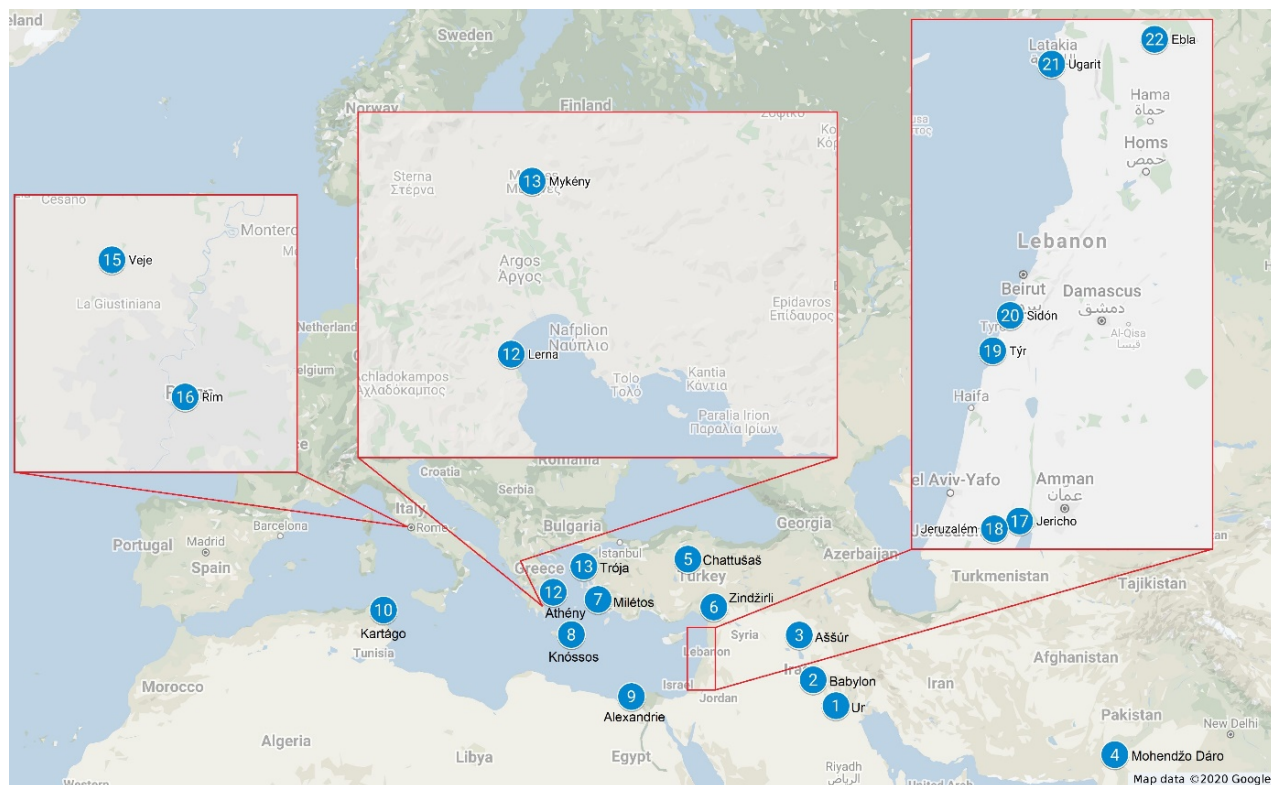 eland
Sweden
Norway
Finland
22 Ebla
Latakia
21 Ugarit
Hama
حماة
Homs
حمص
Lebanon
Beirut
Damascus
دمشق
20 Sidón
Al-Qisa
19 Týr
Haifa
el Aviv-Yafo
Amman
عمان
17 Jericho
18 Jeruzalém
Sterna
Στέρνα
13 Mykény
Argos
Άργος
Epidavros
Επίδαυρος
Nafplion
Ναύπλιο
12 Lerna
Achladokampos
Αχλαδόκαμπος
Tolo
Τολό
Kantia
Κάντια
Paralia Irion
Παραλία Ιρίων
Cesano
15 Veje
La Giustiniana
16 Řím
Netherland
elgium
Croatia
Romania
Serbia
Italy
Rome
Barcelona
Portugal
Madrid
Spain
Bulgaria
Istanbul
Georgia
Azerbaijan
Turkmenistan
Tajikistan
Greece
13 Trója
5 Chattušaš
Turkey
12 Athény
7 Milétos
6 Zindžirli
10 Kartágo
Tunisia
8 Knóssos
Syria
Lebanon
3 Aššúr
Afghanistan
Morocco
Israel
Jordan
2 Babylon
Iran
9 Alexandrie
1 Ur
Pakistan
New Delhi
Algeria
Libya
Egypt
4 Mohendžo Dáro
Riyadh
الرياض
Western
United Arab
Map data ©2020 Google